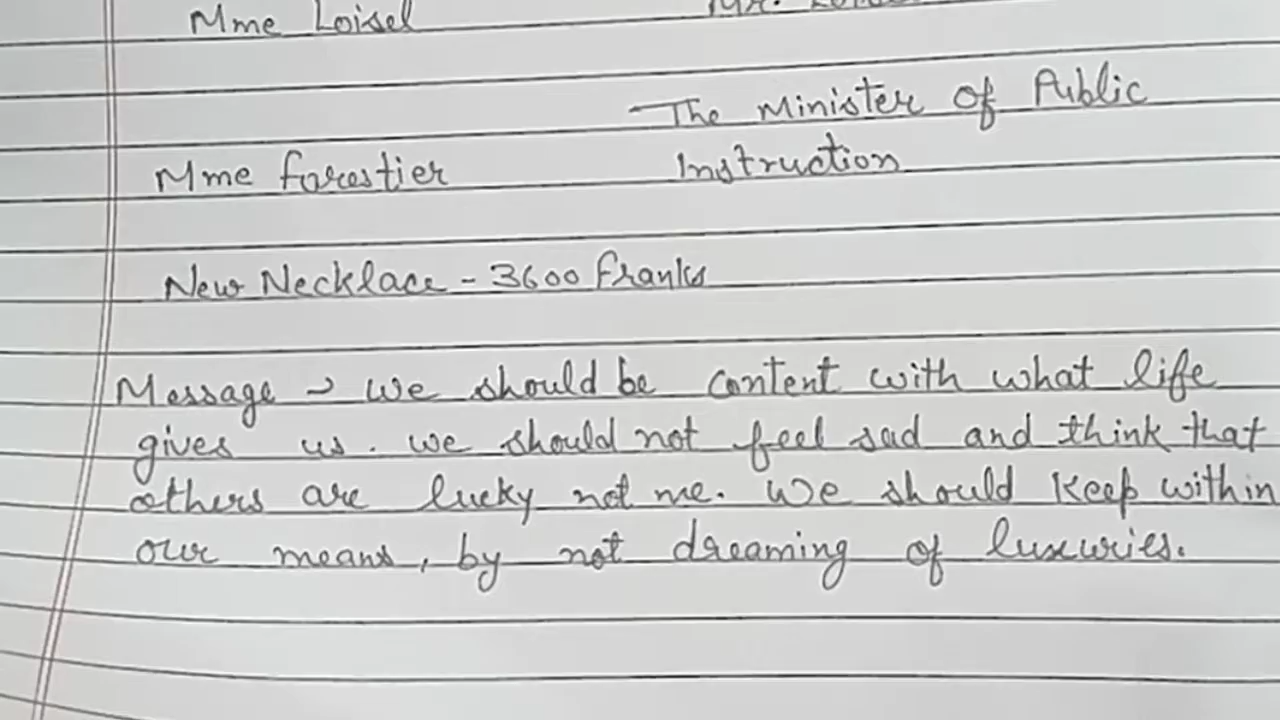 Mme Loisel
The Minister of Public
Mme Forestier Instruction
New Necklace - 3600 Franks
Message → We should be content with what life
gives us. We should not feel sad and think that
others are lucky not me. We should Keep within
our means, by not dreaming of luxuries.